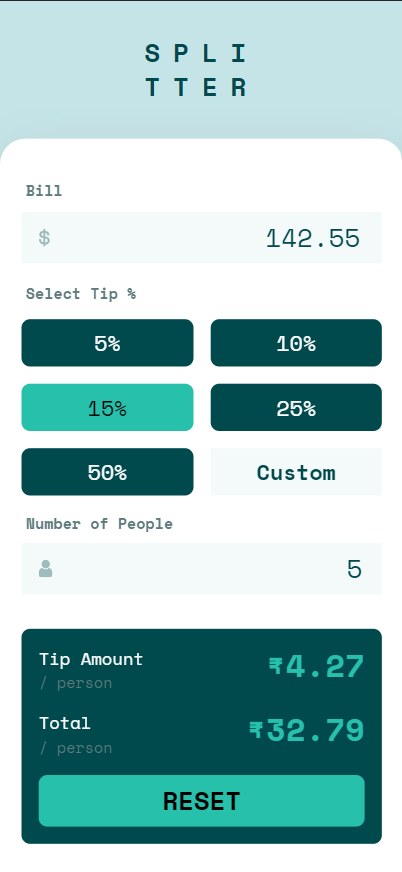 SPLI
TTER
Bill
$ 142.55
Select Tip %
5% 10%
15% 25%
50% Custom
Number of People
5
Tip Amount ₹4.27
/ person
Total ₹32.79
/ person
RESET